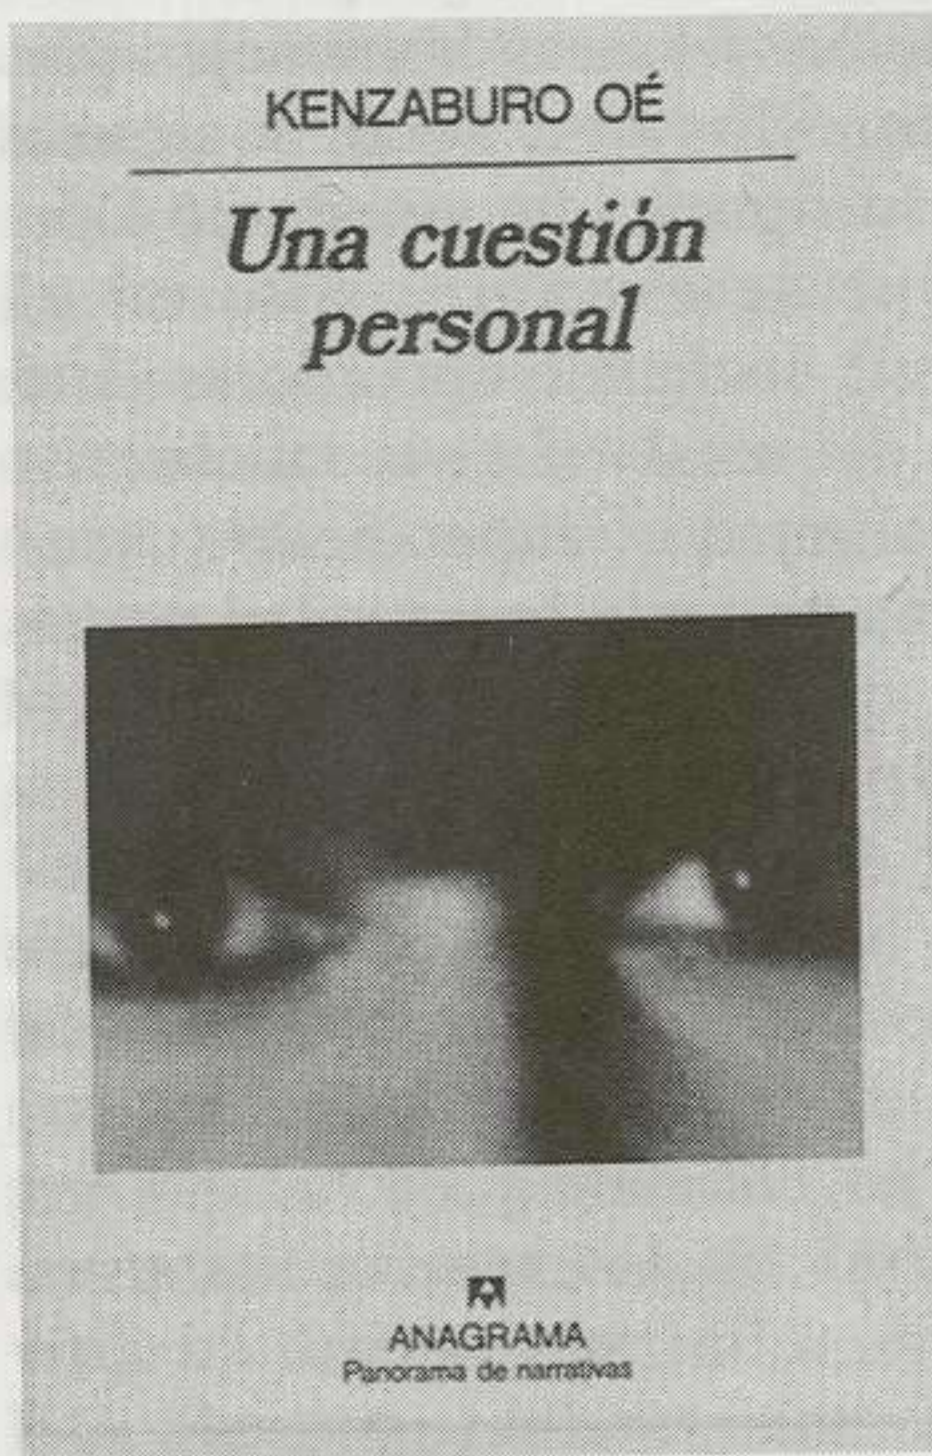 KENZABURO OÉ
Una cuestión
personal
ANAGRAMA
Panorama de narrativas